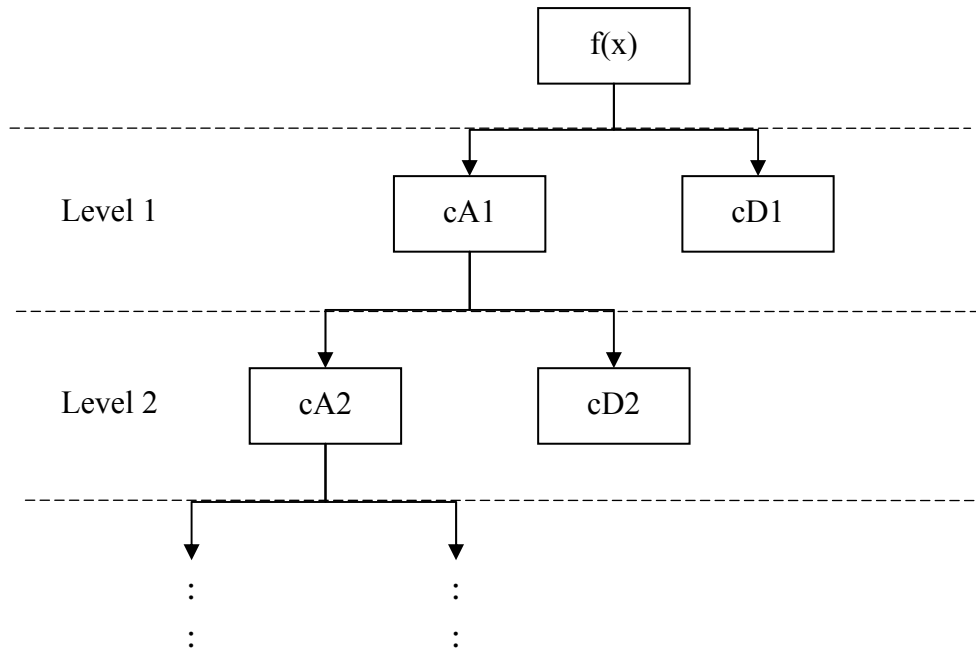 f(x)
Level 1
cA1
cD1
Level 2
cA2
cD2
: :
: :